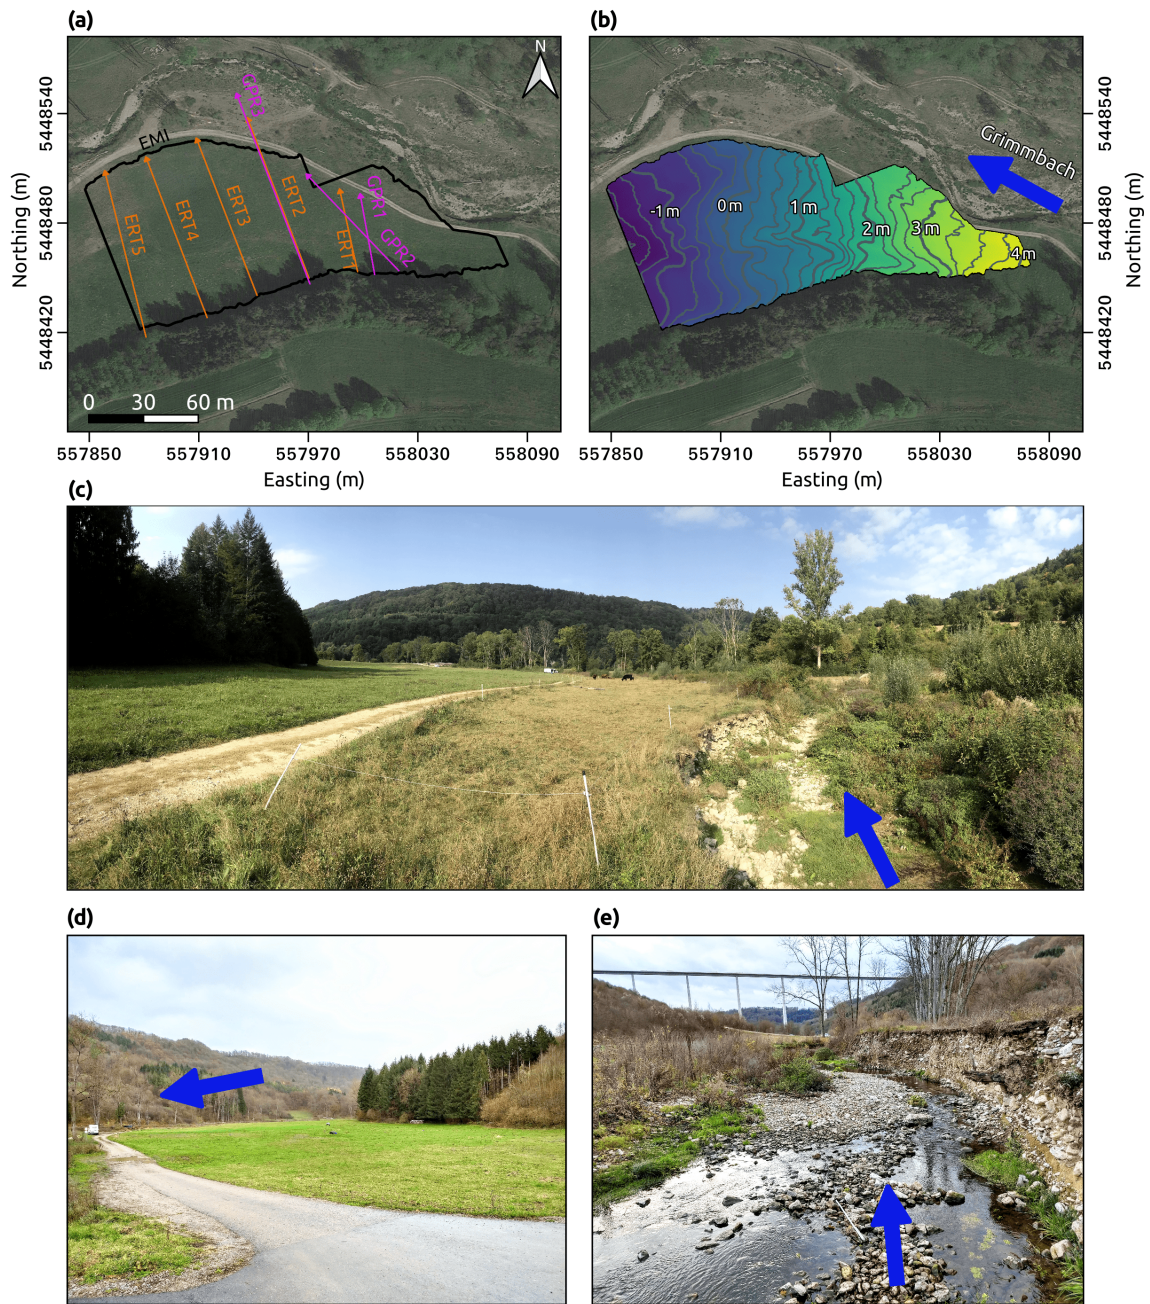 (a)
(b)
N
GPR3
EMI
ERT5
ERT4
ERT3
ERT2
ERT1
GPR1
GPR2
0 30 60 m
Northing (m)
5448540
5448480
5448420
557850 557910 557970 558030 558090
Easting (m)
Grimmbach
-1 m
0 m
1 m
2 m
3 m
4 m
5448540
5448480
5448420
Northing (m)
557850 557910 557970 558030 558090
Easting (m)
(c)
(d)
(e)